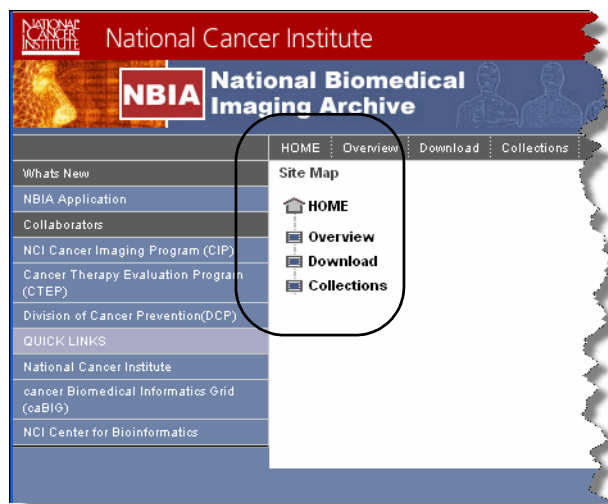 NATIONAL
CANCER
INSTITUTE
National Cancer Institute
NBIA
National Biomedical
Imaging Archive
HOME Overview Download Collections
Whats New
NBIA Application
Collaborators
NCI Cancer Imaging Program (CIP)
Cancer Therapy Evaluation Program
(CTEP)
Division of Cancer Prevention(DCP)
QUICK LINKS
National Cancer Institute
cancer Biomedical Informatics Grid
(caBIG)
NCI Center for Bioinformatics
Site Map
HOME
Overview
Download
Collections